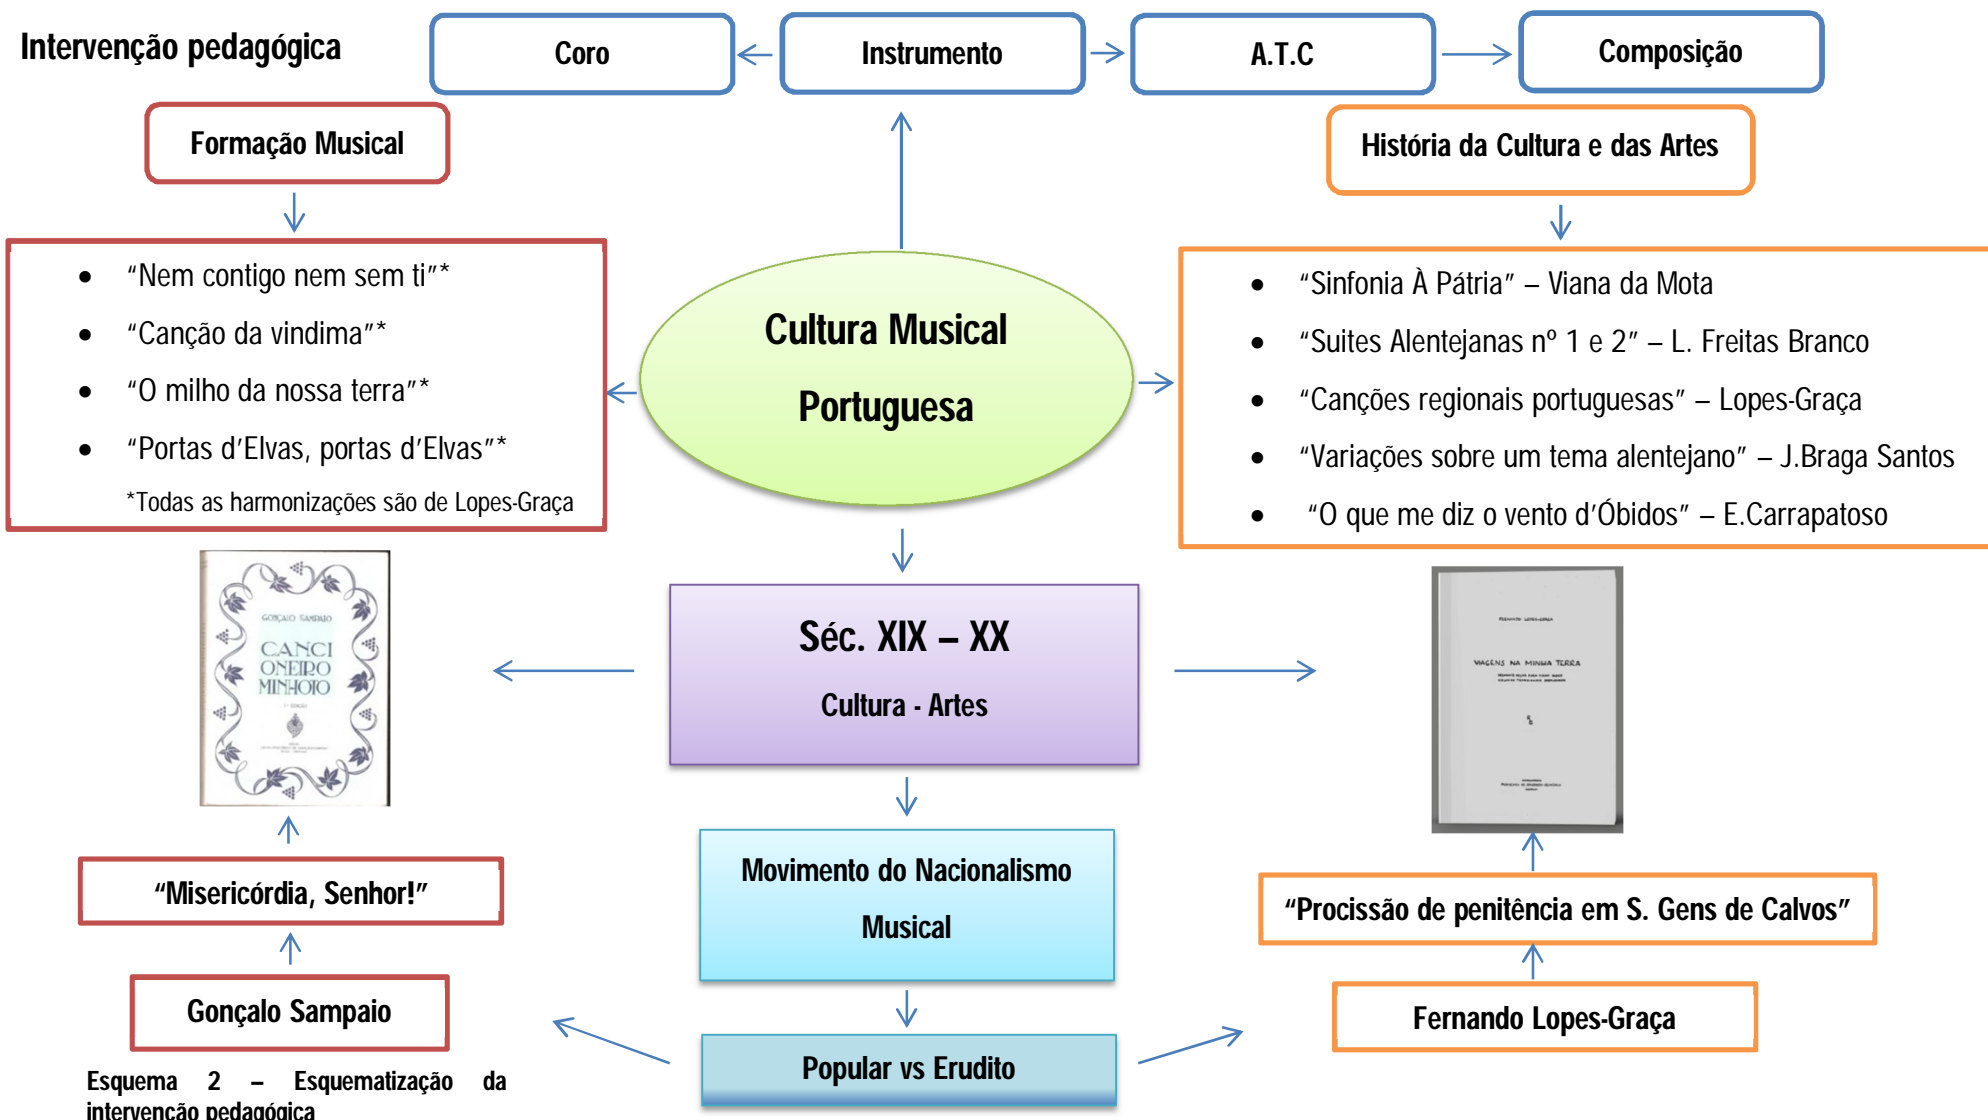 Intervenção pedagógica
Coro
Instrumento
A.T.C
Composição
Formação Musical
História da Cultura e das Artes
• “Nem contigo nem sem ti”*
• “Canção da vindima”*
• “O milho da nossa terra”*
• “Portas d’Elvas, portas d’Elvas”*
*Todas as harmonizações são de Lopes-Graça
Cultura Musical
Portuguesa
• “Sinfonia À Pátria” – Viana da Mota
• “Suites Alentejanas nº 1 e 2” – L. Freitas Branco
• “Canções regionais portuguesas” – Lopes-Graça
• “Variações sobre um tema alentejano” – J.Braga Santos
• “O que me diz o vento d’Óbidos” – E.Carrapatoso
GONÇALO SAMPAIO
CANCI
ONEIRO
MINHOTO
Séc. XIX – XX
Cultura - Artes
FERNANDO LOPES-GRAÇA
VIAGENS NA MINHA TERRA
Movimento do Nacionalismo
Musical
“Misericórdia, Senhor!”
“Procissão de penitência em S. Gens de Calvos”
Gonçalo Sampaio
Fernando Lopes-Graça
Popular vs Erudito
Esquema 2 – Esquematização da
intervenção pedagógica